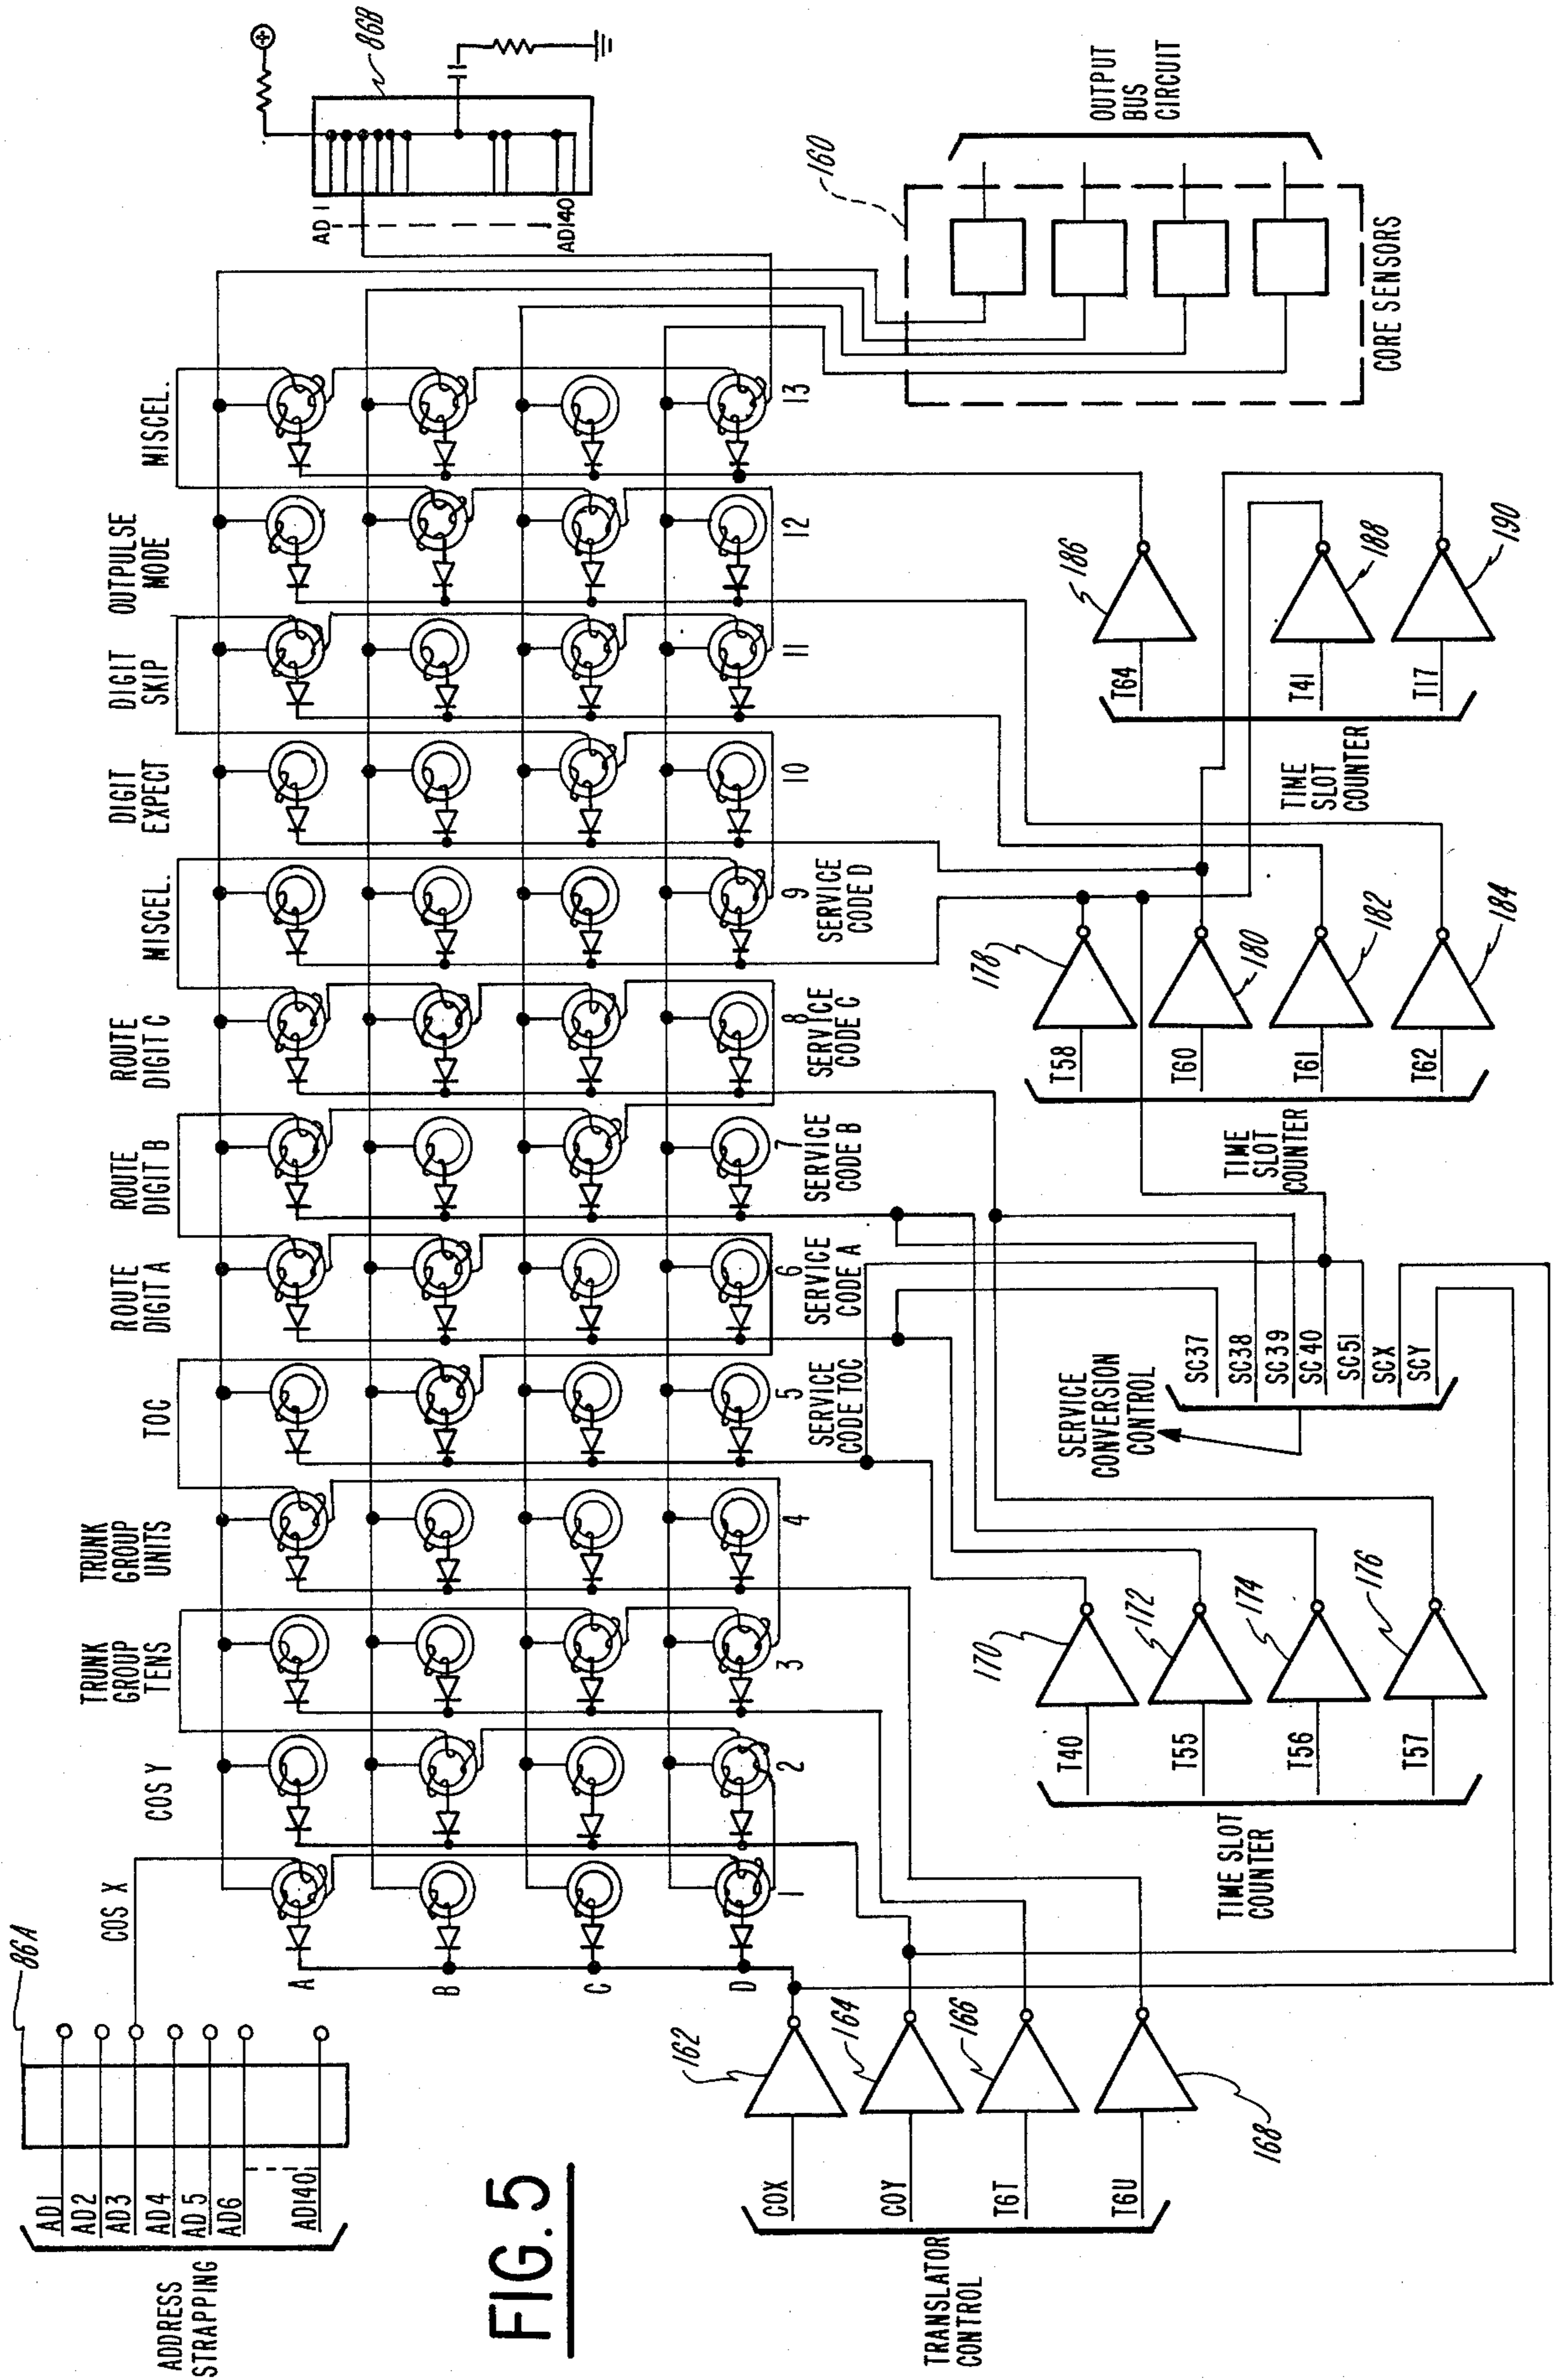 86A
AD1
AD2
AD3
AD4
AD5
AD6
AD140
ADDRESS
STRAPPING
COS X
COS Y
TRUNK
GROUP
TENS
TRUNK
GROUP
UNITS
TOC
ROUTE
DIGIT A
ROUTE
DIGIT B
ROUTE
DIGIT C
MISCEL.
DIGIT
EXPECT
DIGIT
SKIP
OUTPULSE
MODE
MISCEL.
AD1
AD140
86B
A
B
C
D
1
2
3
4
5
6
7
8
9
10
11
12
13
SERVICE
CODE TOC
SERVICE
CODE A
SERVICE
CODE B
SERVICE
CODE C
SERVICE
CODE D
160
CORE SENSORS
OUTPUT
BUS
CIRCUIT
FIG. 5
TRANSLATOR
CONTROL
COX
COY
T6T
T6U
162
164
166
168
TIME SLOT
COUNTER
T40
T55
T56
T57
170
172
174
176
SERVICE
CONVERSION
CONTROL
SC37
SC38
SC39
SC40
SC51
SCX
SCY
TIME
SLOT
COUNTER
T58
T60
T61
T62
178
180
182
184
TIME
SLOT
COUNTER
T64
T41
T17
186
188
190